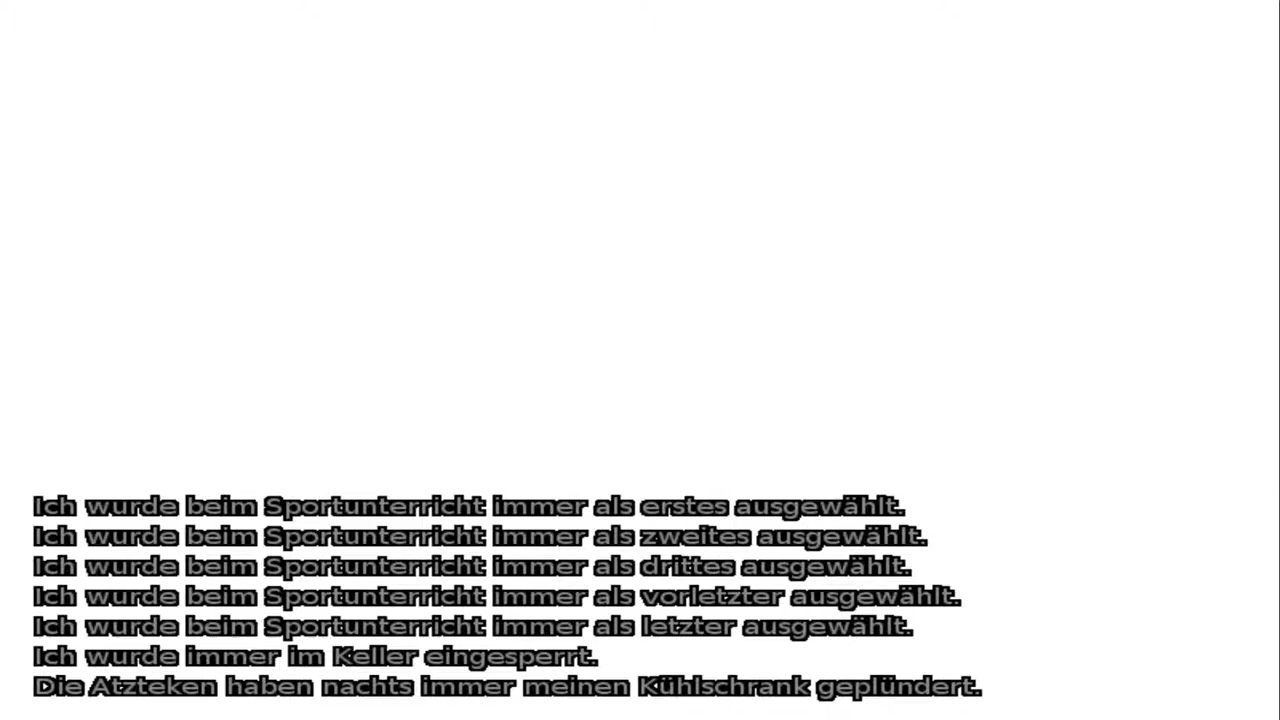 Ich wurde beim Sportunterricht immer als erstes ausgewählt.
Ich wurde beim Sportunterricht immer als zweites ausgewählt.
Ich wurde beim Sportunterricht immer als drittes ausgewählt.
Ich wurde beim Sportunterricht immer als vorletzter ausgewählt.
Ich wurde beim Sportunterricht immer als letzter ausgewählt.
Ich wurde immer im Keller eingesperrt.
Die Atzteken haben nachts immer meinen Kühlschrank geplündert.